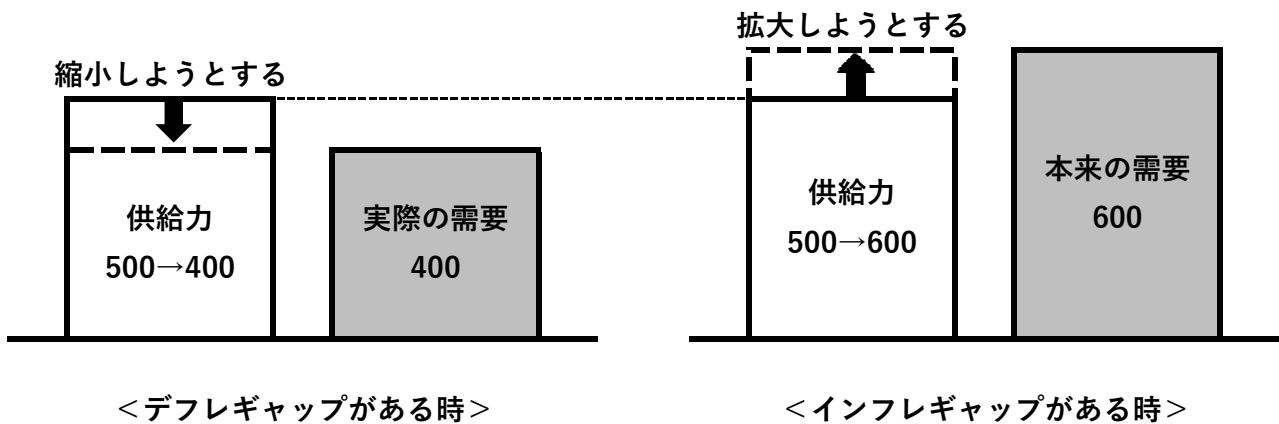 縮小しようとする
供給力
500→400
実際の需要
400
＜デフレギャップがある時＞
拡大しようとする
供給力
500→600
本来の需要
600
＜インフレギャップがある時＞